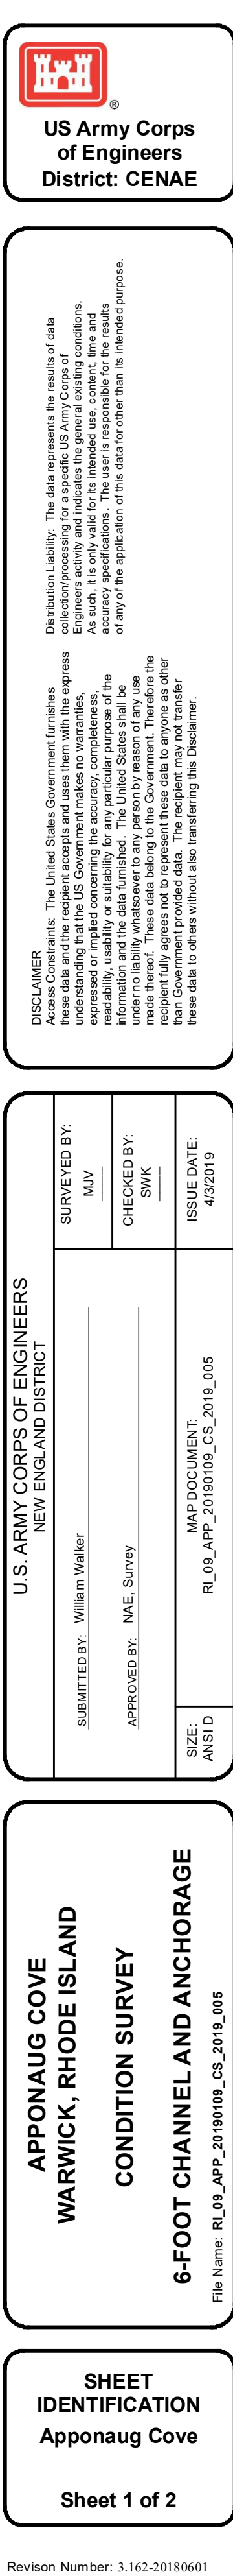 ®
US Army Corps
of Engineers
District: CENAE
DISCLAIMER
Access Constraints: The United States Government furnishes
these data and the recipient accepts and uses them with the express
understanding that the US Government makes no warranties,
expressed or implied concerning the accuracy, completeness,
readability, usability or suitability for any particular purpose of the
information and the data furnished. The United States shall be
under no liability whatsoever to any person by reason of any use
made thereof. These data belong to the Government. Therefore the
recipient fully agrees not to represent these data to anyone as other
than Government provided data. The recipient may not transfer
these data to others without also transferring this Disclaimer.
Distribution Liability: The data represents the results of data
collection/processing for a specific US Army Corps of
Engineers activity and indicates the general existing conditions.
As such, it is only valid for its intended use, content, time and
accuracy specifications. The user is responsible for the results
of any of the application of this data for other than its intended purpose.
U.S. ARMY CORPS OF ENGINEERS
NEW ENGLAND DISTRICT
SUBMITTED BY: William Walker
APPROVED BY: NAE, Survey
SURVEYED BY:
MJV
CHECKED BY:
SWK
SIZE:
ANSI D
MAP DOCUMENT:
RI_09_APP_20190109_CS_2019_005
ISSUE DATE:
4/3/2019
APPONAUG COVE
WARWICK, RHODE ISLAND
CONDITION SURVEY
6-FOOT CHANNEL AND ANCHORAGE
File Name: RI_09_APP_20190109_CS_2019_005
SHEET
IDENTIFICATION
Apponaug Cove
Sheet 1 of 2
Revison Number: 3.162-20180601